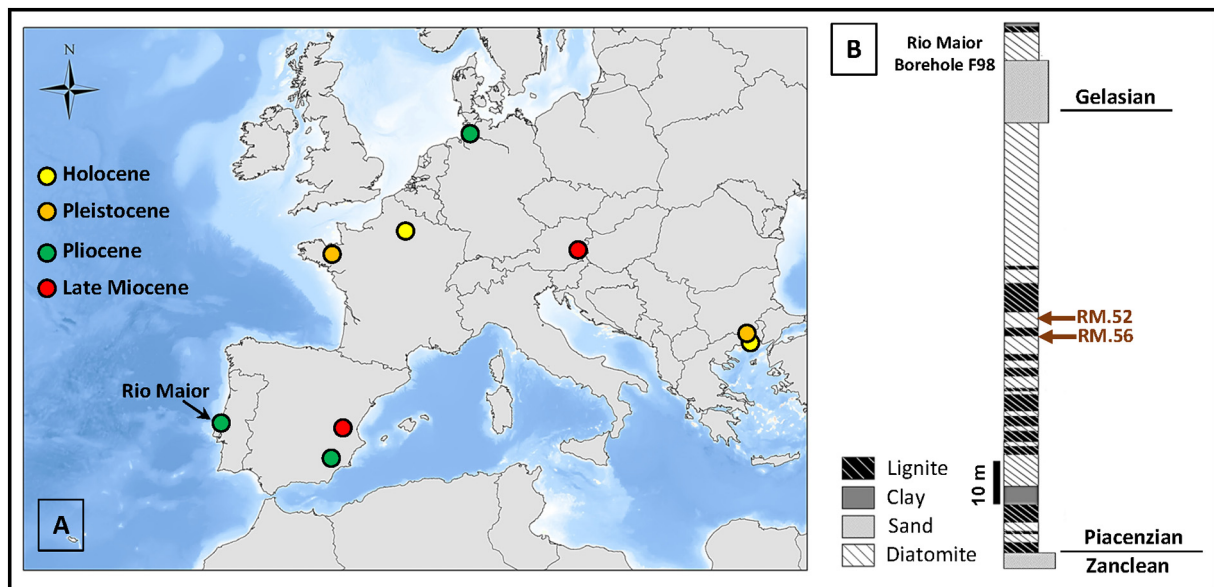 N
Holocene
Pleistocene
Pliocene
Late Miocene
Rio Maior
A
B
Rio Maior
Borehole F98
Gelasian
RM.52
RM.56
Lignite
Clay
Sand
Diatomite
10 m
Piacenzian
Zanclean